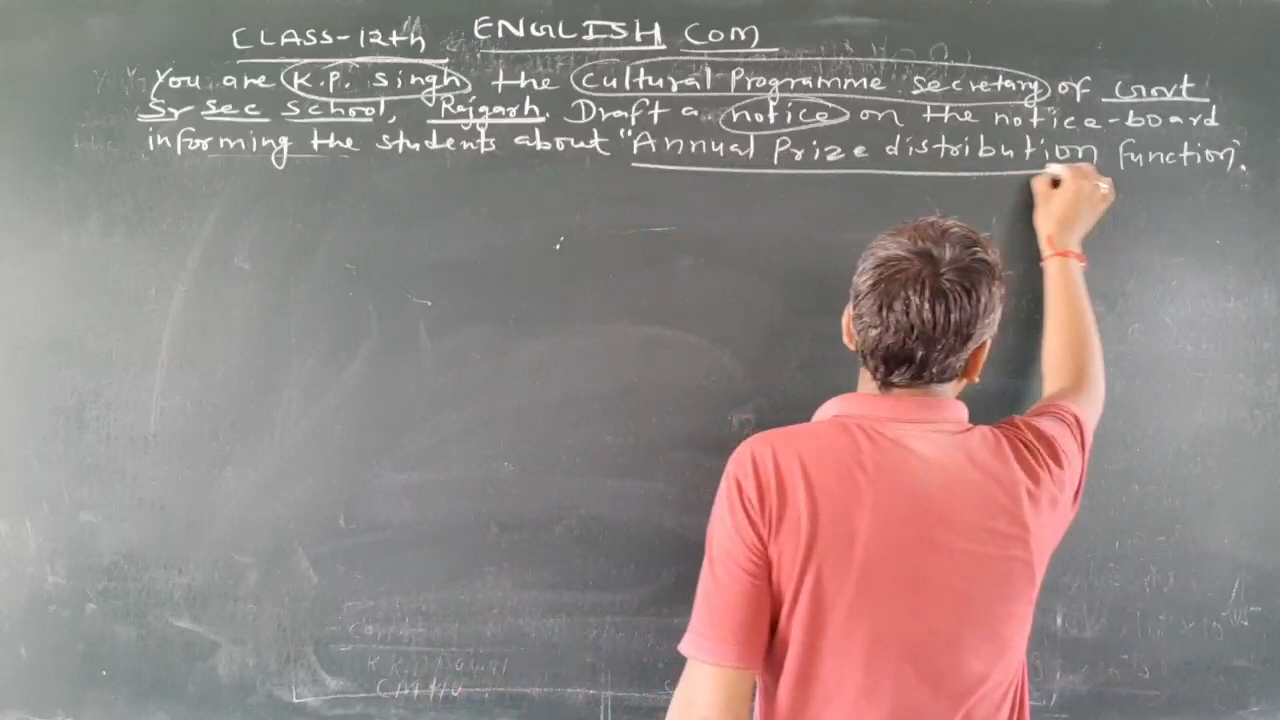 CLASS-12th ENGLISH COM
You are K.P. Singh the Cultural Programme secretary of Govt
Sr Sec School, Rajgarh. Draft a notice on the notice-board
informing the students about "Annual Prize distribution function".